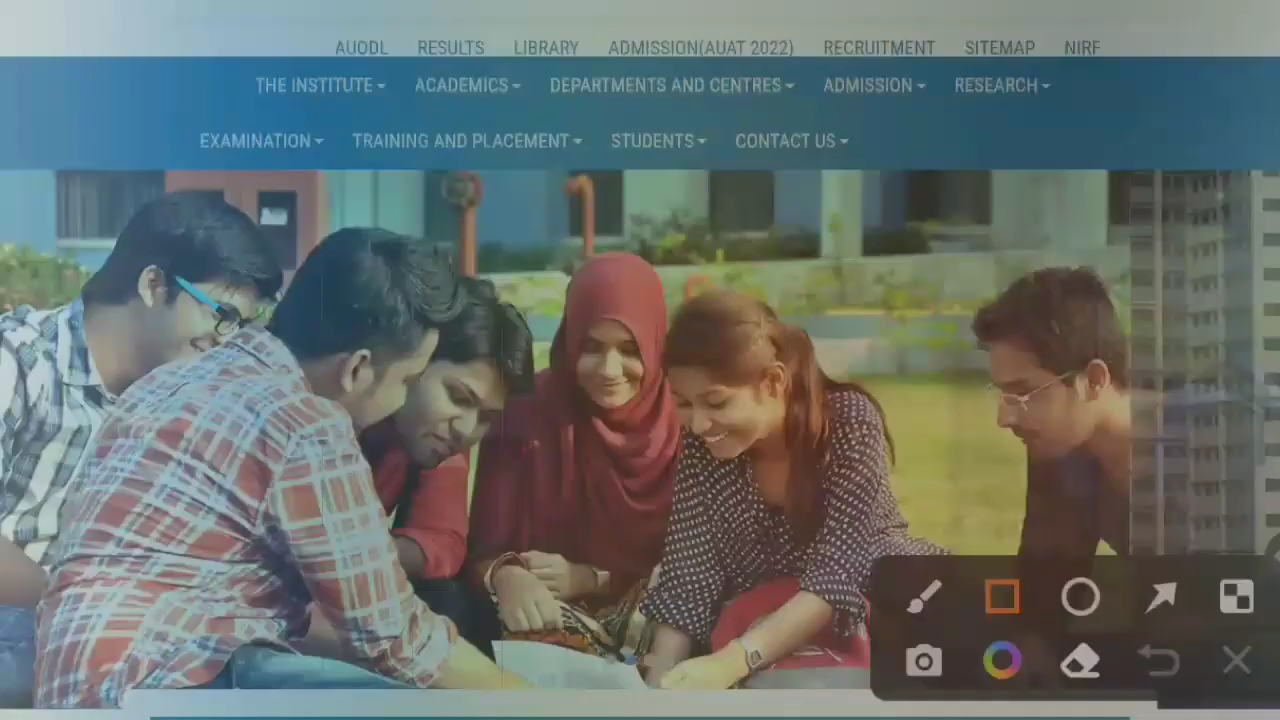 AUODL RESULTS LIBRARY ADMISSION(AUAT 2022) RECRUITMENT SITEMAP NIRF
THE INSTITUTE ACADEMICS DEPARTMENTS AND CENTRES ADMISSION RESEARCH
EXAMINATION TRAINING AND PLACEMENT STUDENTS CONTACT US